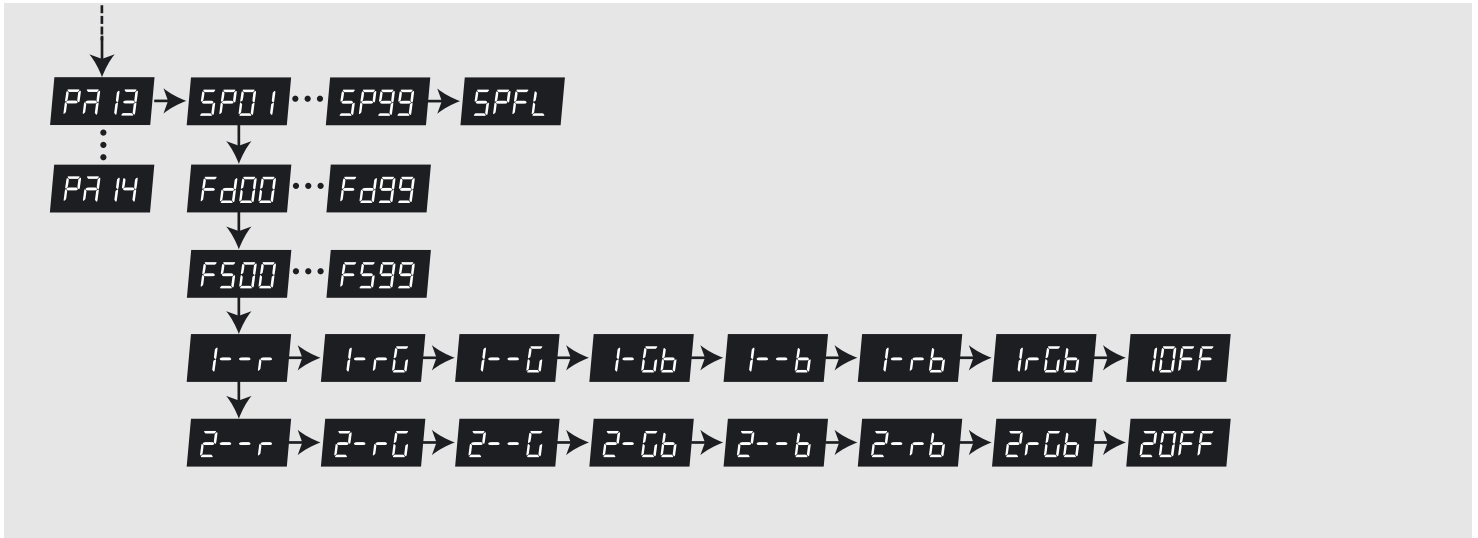 PA13 SP01 ... SP99 SPFL
PA14 Fd00 ... Fd99
FS00 ... FS99
1--r 1-rG 1--G 1-Gb 1--b 1-rb 1rGb 1OFF
2--r 2-rG 2--G 2-Gb 2--b 2-rb 2rGb 2OFF